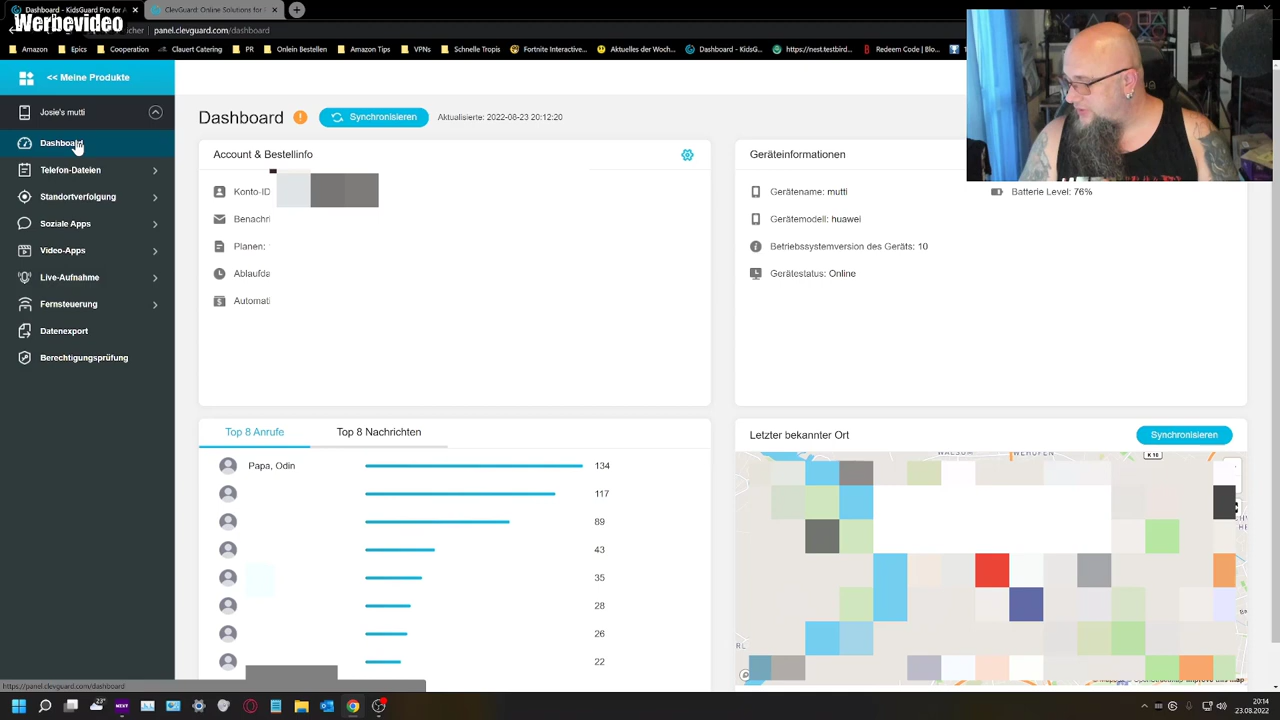 Dashboard - KidsGuard Pro for A
ClevGuard: Online Solutions for
Werbevideo
panel.clevguard.com/dashboard
Amazon
Epics
Cooperation
Clauert Catering
PR
Onlein Bestellen
Amazon Tips
VPNs
Schnelle Tropis
Fortnite Interactive...
Aktuelles der Woch...
Dashboard - KidsG...
https://nest.testbird...
Redeem Code | Blo...
<< Meine Produkte
Josie's mutti
Dashboard
Telefon-Dateien
Standortverfolgung
Soziale Apps
Video-Apps
Live-Aufnahme
Fernsteuerung
Datenexport
Berechtigungsprüfung
Dashboard
Synchronisieren
Aktualisierte: 2022-08-23 20:12:20
Account & Bestellinfo
Konto-ID
Benachri
Planen:
Ablaufda
Automati
Geräteinformationen
Gerätename: mutti
Batterie Level: 76%
Gerätemodell: huawei
Betriebssystemversion des Geräts: 10
Gerätestatus: Online
Top 8 Anrufe
Top 8 Nachrichten
Papa, Odin
134
117
89
43
35
28
26
22
Letzter bekannter Ort
Synchronisieren
WALSUM
WEHOFEN
K 10
https://panel.clevguard.com/dashboard
23°
NEXT
20:14
23.08.2022